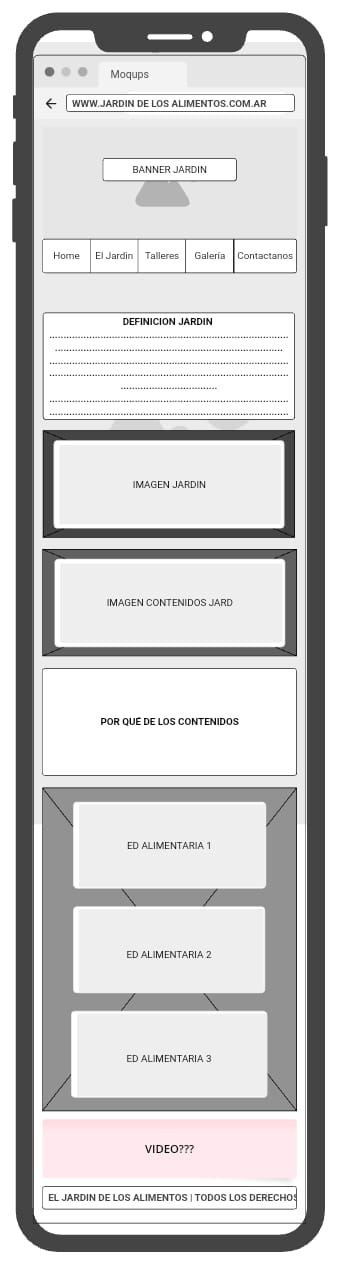 Moqups
WWW.JARDIN DE LOS ALIMENTOS.COM.AR
BANNER JARDIN
Home El Jardin Talleres Galería Contactanos
DEFINICION JARDIN
IMAGEN JARDIN
IMAGEN CONTENIDOS JARD
POR QUÉ DE LOS CONTENIDOS
ED ALIMENTARIA 1
ED ALIMENTARIA 2
ED ALIMENTARIA 3
VIDEO???
EL JARDIN DE LOS ALIMENTOS | TODOS LOS DERECHOS